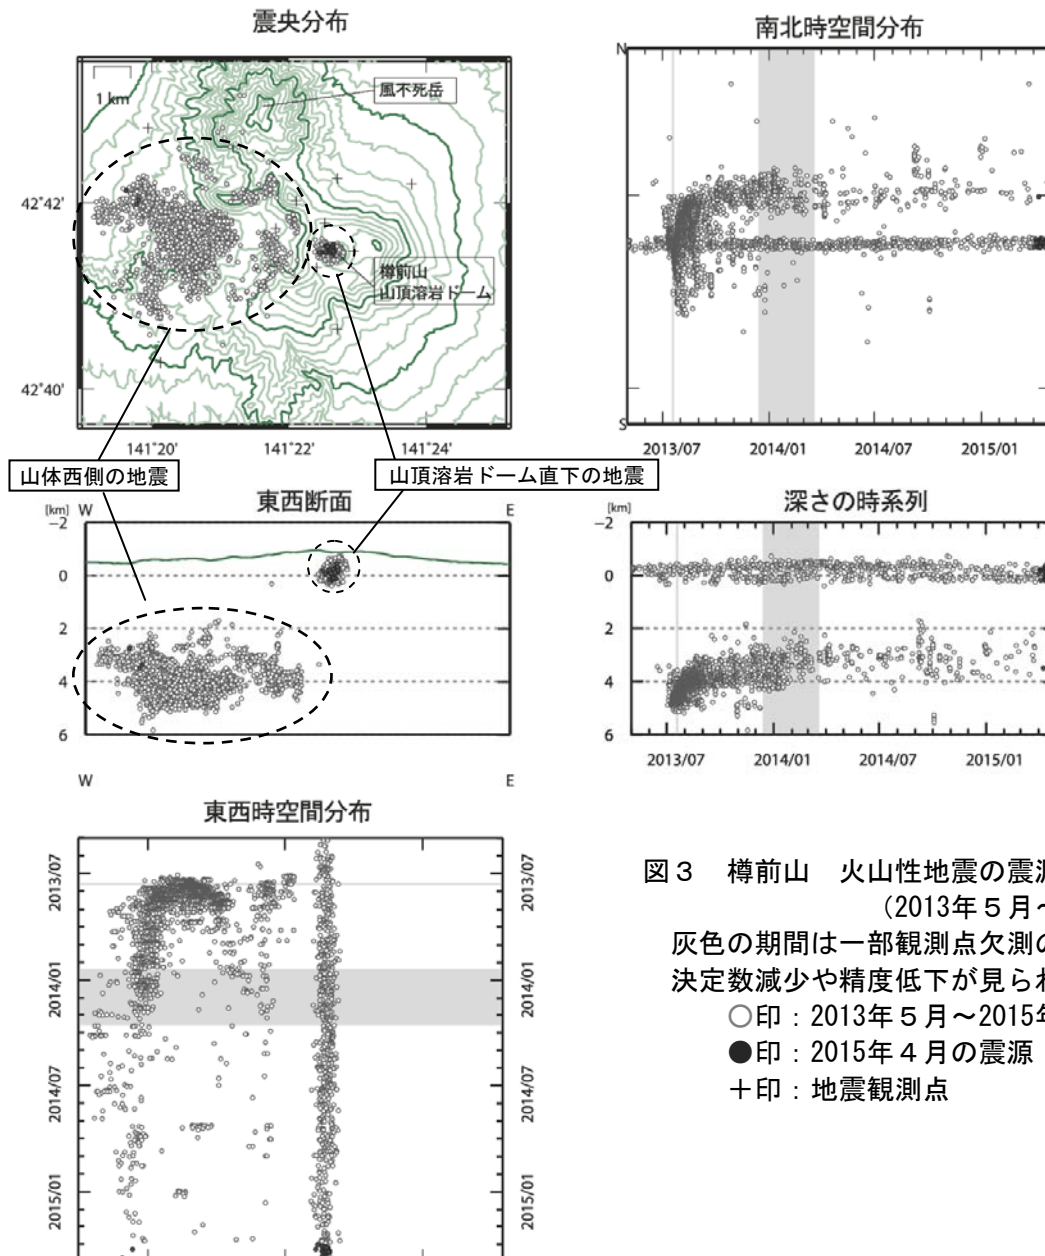 震央分布
1 km
風不死岳
42°42'
樽前山
山頂溶岩ドーム
42°40'
141°20'
141°22'
141°24'
山体西側の地震
山頂溶岩ドーム直下の地震
南北時空間分布
N
S
2013/07
2014/01
2014/07
2015/01
東西断面
[km]
W
E
-2
0
2
4
6
深さの時系列
[km]
-2
0
2
4
6
2013/07
2014/01
2014/07
2015/01
W
E
東西時空間分布
2013/07
2014/01
2014/07
2015/01
2013/07
2014/01
2014/07
2015/01
図3 樽前山 火山性地震の震源
(2013年5月~
灰色の期間は一部観測点欠測の
決定数減少や精度低下が見られ
○印:2013年5月~2015年
●印:2015年4月の震源
+印:地震観測点